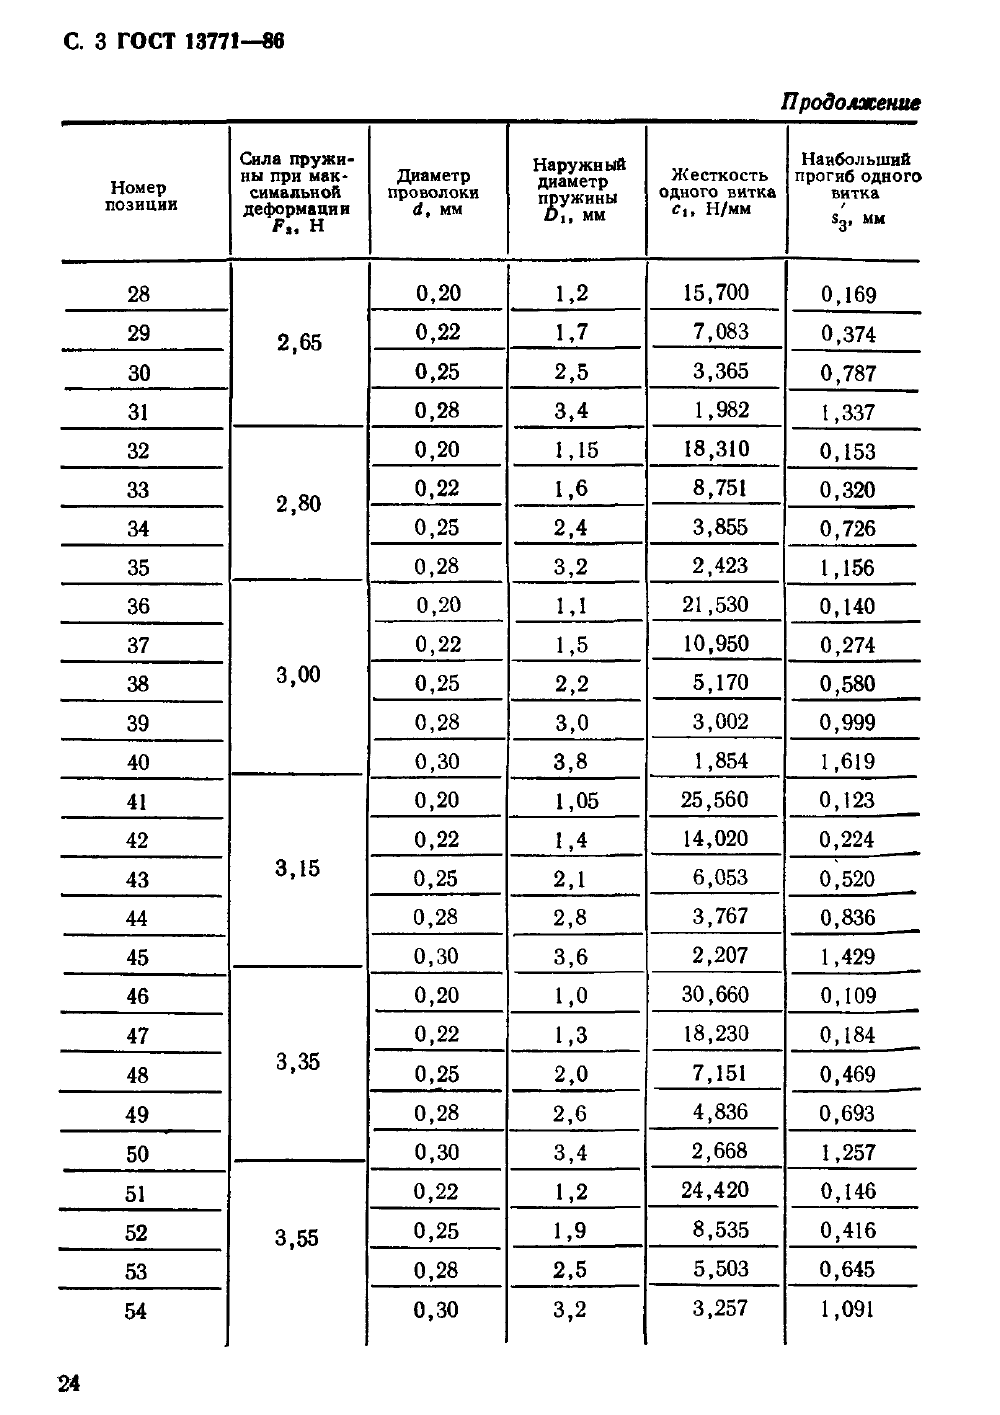 С. 3 ГОСТ 13771—86
Продолжение
Номер позиции | Сила пружи-ны при мак-симальной деформации F₃, Н | Диаметр проволоки d, мм | Наружный диаметр пружины D₁, мм | Жесткость одного витка c₁, Н/мм | Наибольший прогиб одного витка s′₃, мм
28 | 2,65 | 0,20 | 1,2 | 15,700 | 0,169
29 | 0,22 | 1,7 | 7,083 | 0,374
30 | 0,25 | 2,5 | 3,365 | 0,787
31 | 0,28 | 3,4 | 1,982 | 1,337
32 | 2,80 | 0,20 | 1,15 | 18,310 | 0,153
33 | 0,22 | 1,6 | 8,751 | 0,320
34 | 0,25 | 2,4 | 3,855 | 0,726
35 | 0,28 | 3,2 | 2,423 | 1,156
36 | 3,00 | 0,20 | 1,1 | 21,530 | 0,140
37 | 0,22 | 1,5 | 10,950 | 0,274
38 | 0,25 | 2,2 | 5,170 | 0,580
39 | 0,28 | 3,0 | 3,002 | 0,999
40 | 0,30 | 3,8 | 1,854 | 1,619
41 | 3,15 | 0,20 | 1,05 | 25,560 | 0,123
42 | 0,22 | 1,4 | 14,020 | 0,224
43 | 0,25 | 2,1 | 6,053 | 0,520
44 | 0,28 | 2,8 | 3,767 | 0,836
45 | 0,30 | 3,6 | 2,207 | 1,429
46 | 3,35 | 0,20 | 1,0 | 30,660 | 0,109
47 | 0,22 | 1,3 | 18,230 | 0,184
48 | 0,25 | 2,0 | 7,151 | 0,469
49 | 0,28 | 2,6 | 4,836 | 0,693
50 | 0,30 | 3,4 | 2,668 | 1,257
51 | 3,55 | 0,22 | 1,2 | 24,420 | 0,146
52 | 0,25 | 1,9 | 8,535 | 0,416
53 | 0,28 | 2,5 | 5,503 | 0,645
54 | 0,30 | 3,2 | 3,257 | 1,091
24